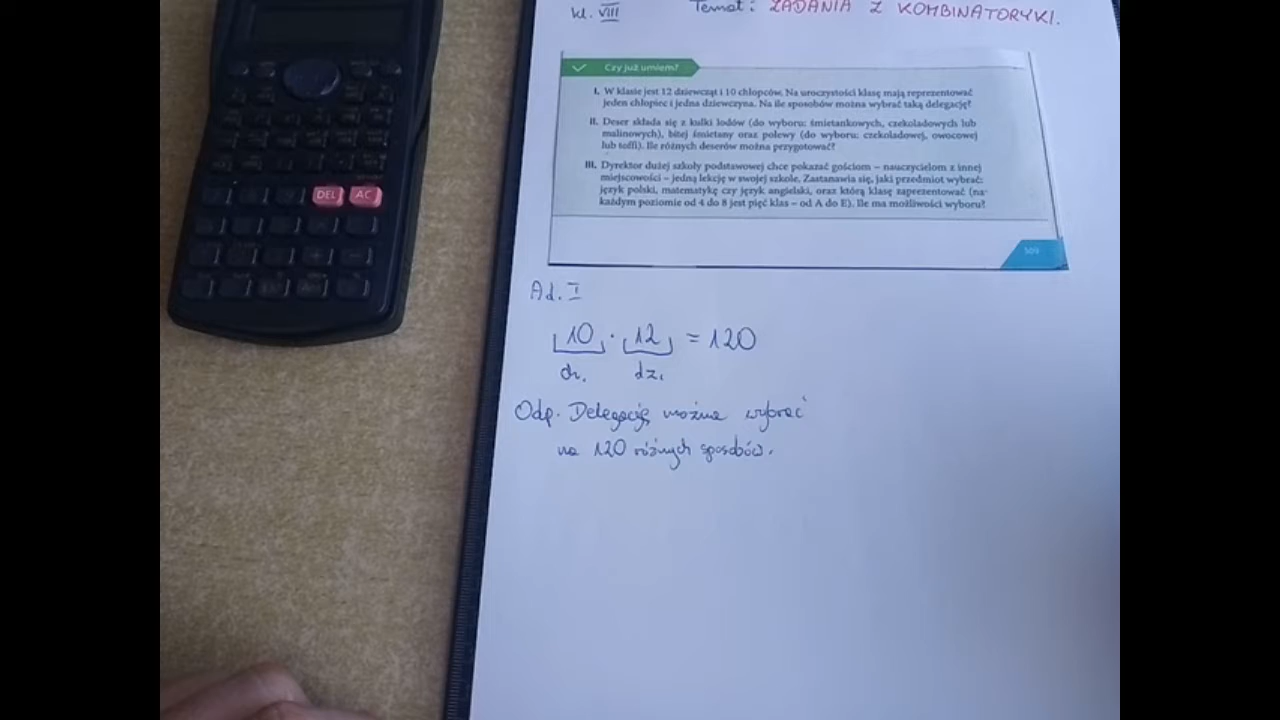 kl. VIII Temat: ZADANIA Z KOMBINATORYKI.
Czy już umiem?
I. W klasie jest 12 dziewcząt i 10 chłopców. Na uroczystości klasę mają reprezentować
jeden chłopiec i jedna dziewczyna. Na ile sposobów można wybrać taką delegację?
II. Deser składa się z kulki lodów (do wyboru: śmietankowych, czekoladowych lub
malinowych), bitej śmietany oraz polewy (do wyboru: czekoladowej, owocowej
lub toffi). Ile różnych deserów można przygotować?
III. Dyrektor dużej szkoły podstawowej chce pokazać gościom – nauczycielom z innej
miejscowości – jedną lekcję w swojej szkole. Zastanawia się, jaki przedmiot wybrać:
język polski, matematykę czy język angielski, oraz którą klasę zaprezentować (na
każdym poziomie od 4 do 8 jest pięć klas – od A do E). Ile ma możliwości wyboru?
DEL AC
Ad. I
10 · 12 = 120
ch. dz.
Odp. Delegację można wybrać
na 120 różnych sposobów.